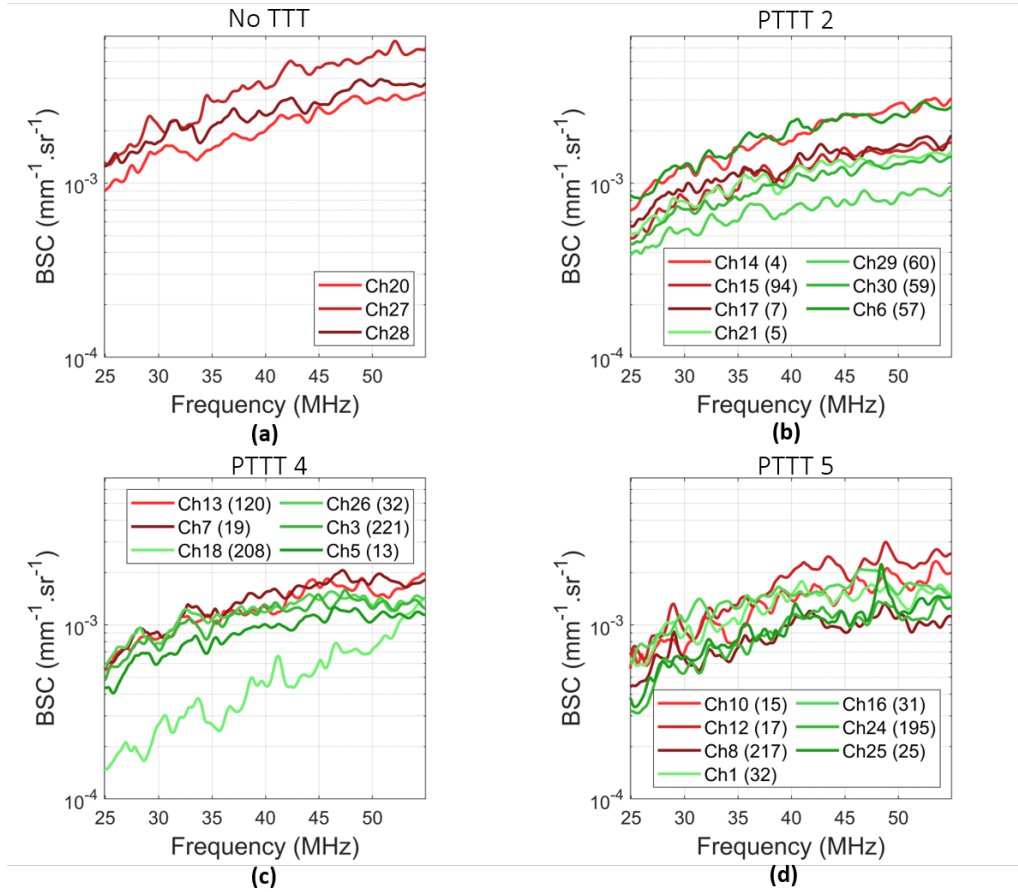 No TTT
BSC (mm-1.sr-1)
10-3
10-4
25 30 35 40 45 50
Frequency (MHz)
Ch20
Ch27
Ch28
(a)
PTTT 2
BSC (mm-1.sr-1)
10-3
10-4
25 30 35 40 45 50
Frequency (MHz)
Ch14 (4) Ch29 (60)
Ch15 (94) Ch30 (59)
Ch17 (7) Ch6 (57)
Ch21 (5)
(b)
PTTT 4
Ch13 (120) Ch26 (32)
Ch7 (19) Ch3 (221)
Ch18 (208) Ch5 (13)
BSC (mm-1.sr-1)
10-3
10-4
25 30 35 40 45 50
Frequency (MHz)
(c)
PTTT 5
BSC (mm-1.sr-1)
10-3
10-4
Ch10 (15) Ch16 (31)
Ch12 (17) Ch24 (195)
Ch8 (217) Ch25 (25)
Ch1 (32)
25 30 35 40 45 50
Frequency (MHz)
(d)